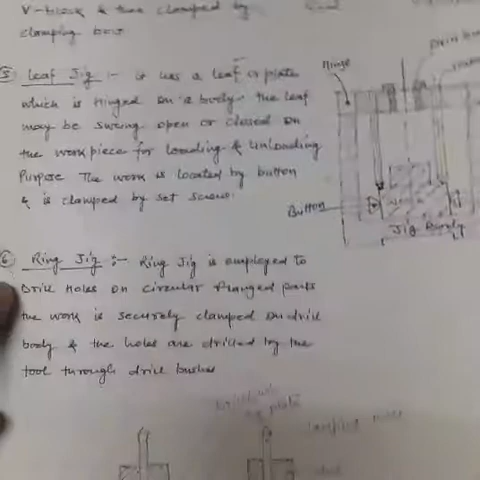 V-block & clamped by
clamping bolt
5 Leaf Jig :- it has a leaf or plate
which is hinged on a body the leaf
may be swing open or closed on
the workpiece for loading & unloading
Purpose The work is located by button
& is clamped by set screws.
Hinge
Button
Jig Body
6 Ring Jig :- Ring Jig is employed to
Drill holes on circular flanged parts
the work is securely clamped on drill
body & the holes are drilled by the
tool through drill bushes
plate